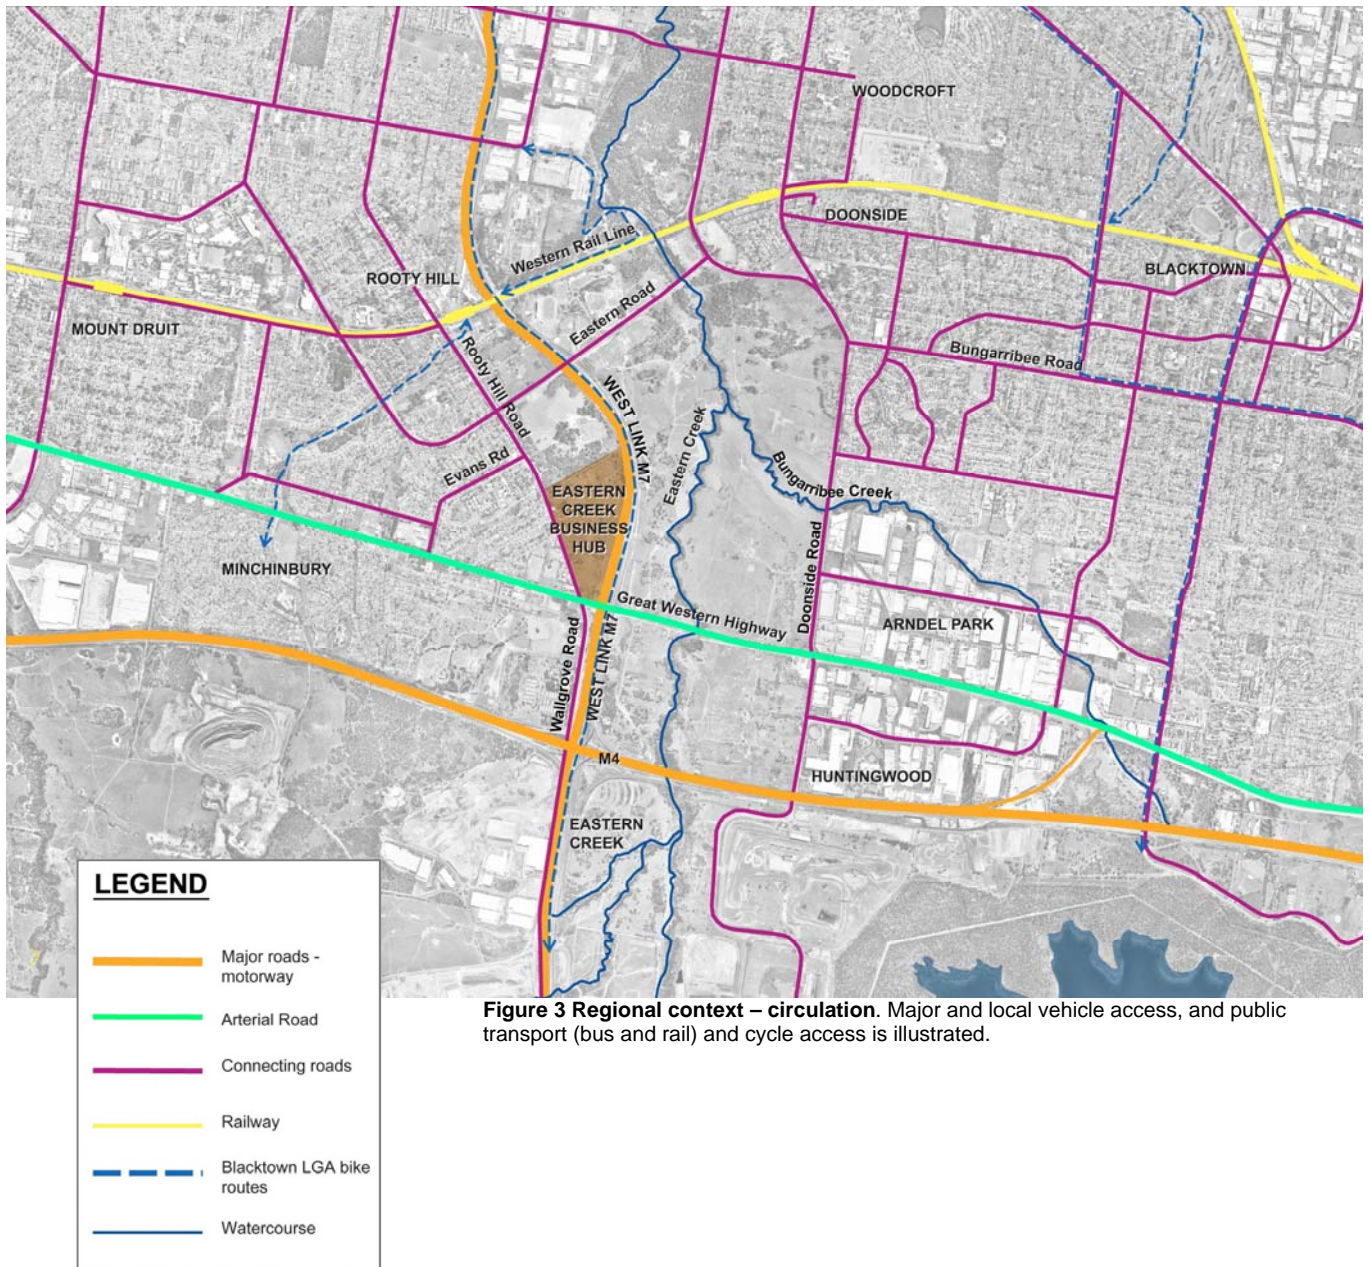 WOODCROFT
DOONSIDE
Western Rail Line
BLACKTOWN
ROOTY HILL
MOUNT DRUIT
Eastern Road
Rooty Hill Road
Bungarribee Road
WEST LINK M7
Eastern Creek
Evans Rd
Bungarribee Creek
EASTERN
CREEK
BUSINESS
HUB
MINCHINBURY
Doonside Road
Great Western Highway
ARNDEL PARK
Wallgrove Road
WEST LINK M7
M4
HUNTINGWOOD
EASTERN
CREEK
LEGEND
Major roads -
motorway
Arterial Road
Connecting roads
Railway
Blacktown LGA bike
routes
Watercourse
Figure 3 Regional context – circulation. Major and local vehicle access, and public
transport (bus and rail) and cycle access is illustrated.